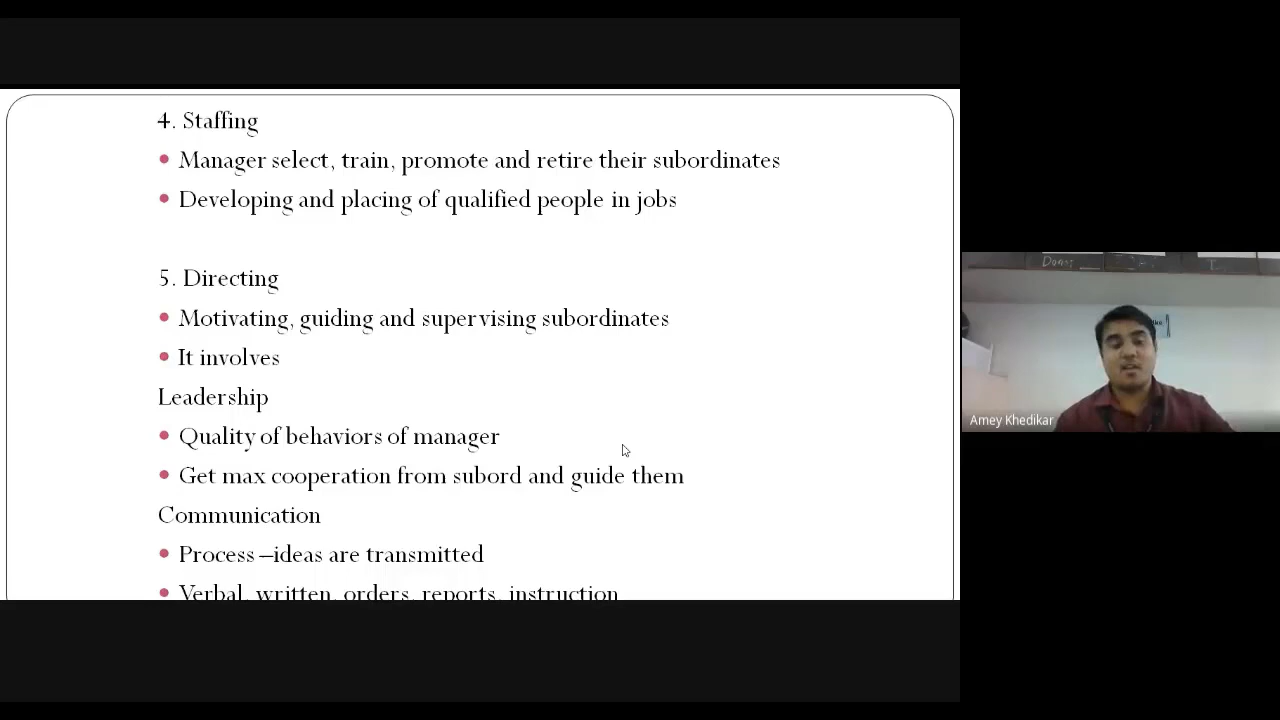 4. Staffing
Manager select, train, promote and retire their subordinates
Developing and placing of qualified people in jobs
5. Directing
Motivating, guiding and supervising subordinates
It involves
Leadership
Quality of behaviors of manager
Get max cooperation from subord and guide them
Communication
Process –ideas are transmitted
Verbal, written, orders, reports, instruction
Amey Khedikar